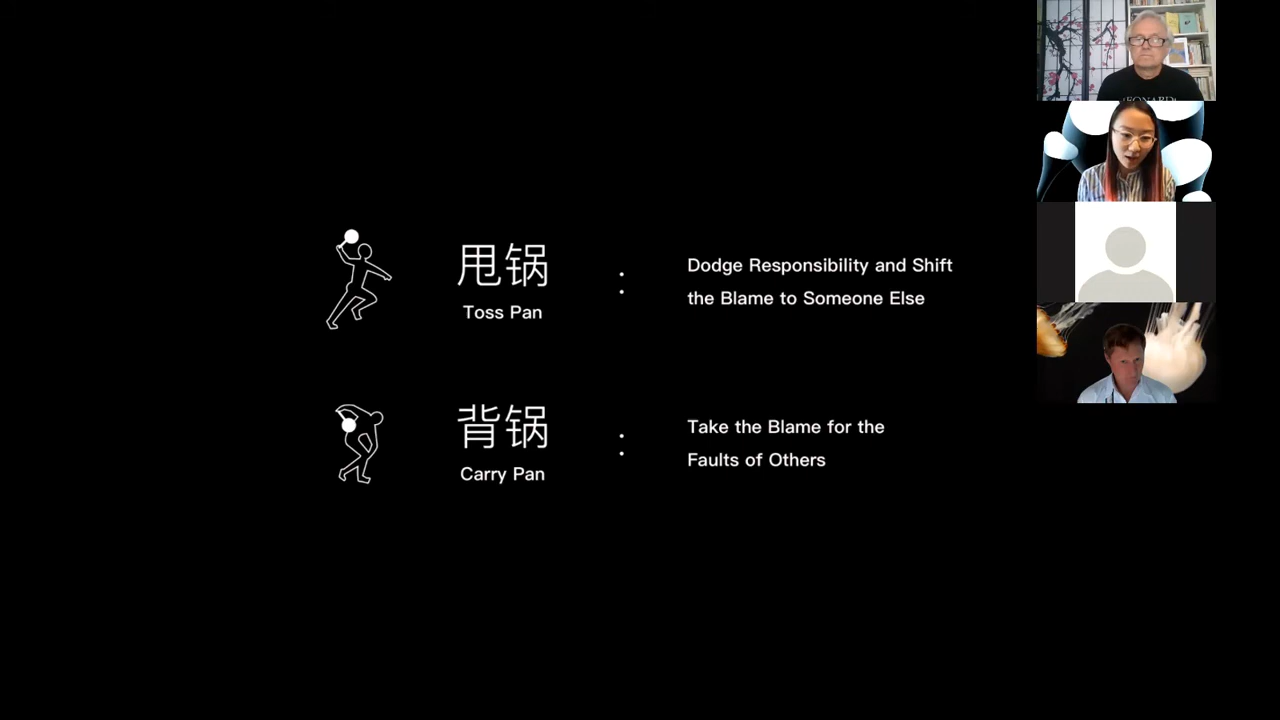 甩锅
Toss Pan
:
Dodge Responsibility and Shift
the Blame to Someone Else
背锅
Carry Pan
:
Take the Blame for the
Faults of Others